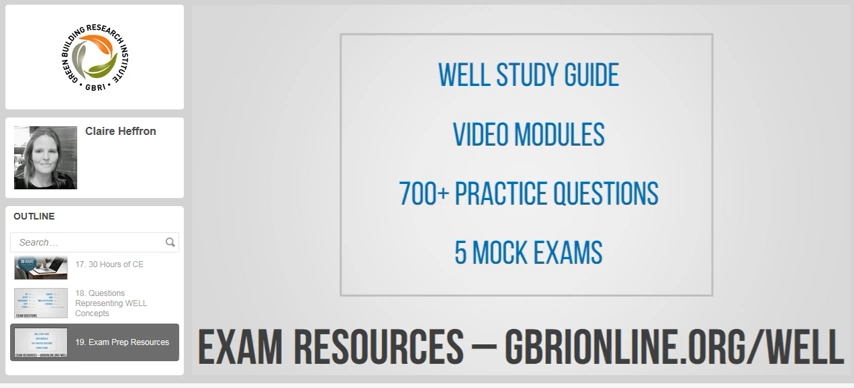 GREEN BUILDING RESEARCH INSTITUTE
• GBRI •
Claire Heffron
OUTLINE
Search...
17. 30 Hours of CE
18. Questions
Representing WELL
Concepts
19. Exam Prep Resources
WELL STUDY GUIDE
VIDEO MODULES
700+ PRACTICE QUESTIONS
5 MOCK EXAMS
EXAM RESOURCES – GBRIONLINE.ORG/WELL